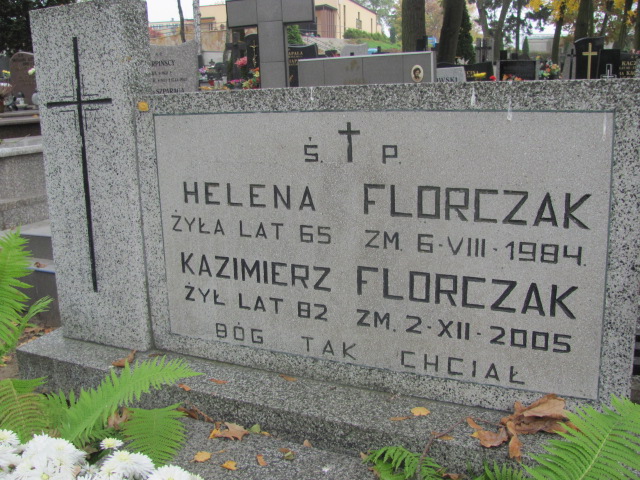 Ś. P.
HELENA FLORCZAK
ŻYŁA LAT 65 ZM. 6-VIII-1984.
KAZIMIERZ FLORCZAK
ŻYŁ LAT 82 ZM. 2-XII-2005
BÓG TAK CHCIAŁ